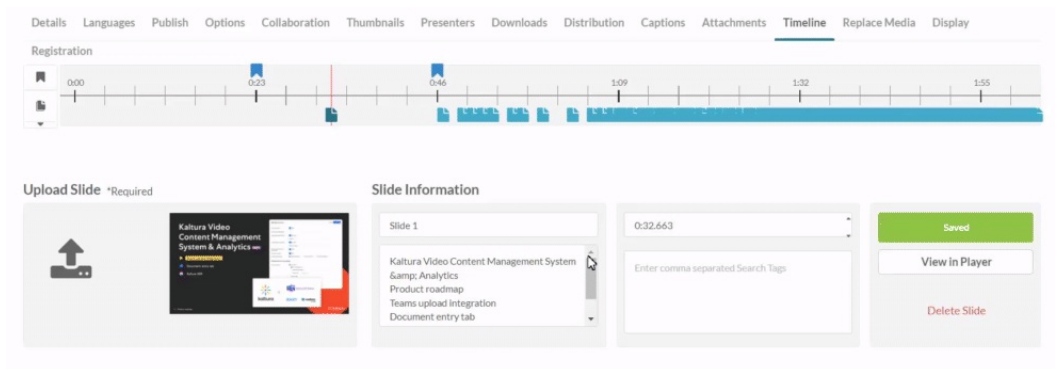 Details Languages Publish Options Collaboration Thumbnails Presenters Downloads Distribution Captions Attachments Timeline Replace Media Display
Registration
0:00 0:23 0:46 1:09 1:32 1:55
Upload Slide *Required
Slide Information
Kaltura Video
Content Management
System & Analytics
kaltura
Slide 1
Kaltura Video Content Management System
&amp; Analytics
Product roadmap
Teams upload integration
Document entry tab
0:32.663
Enter comma separated Search Tags
Saved
View in Player
Delete Slide